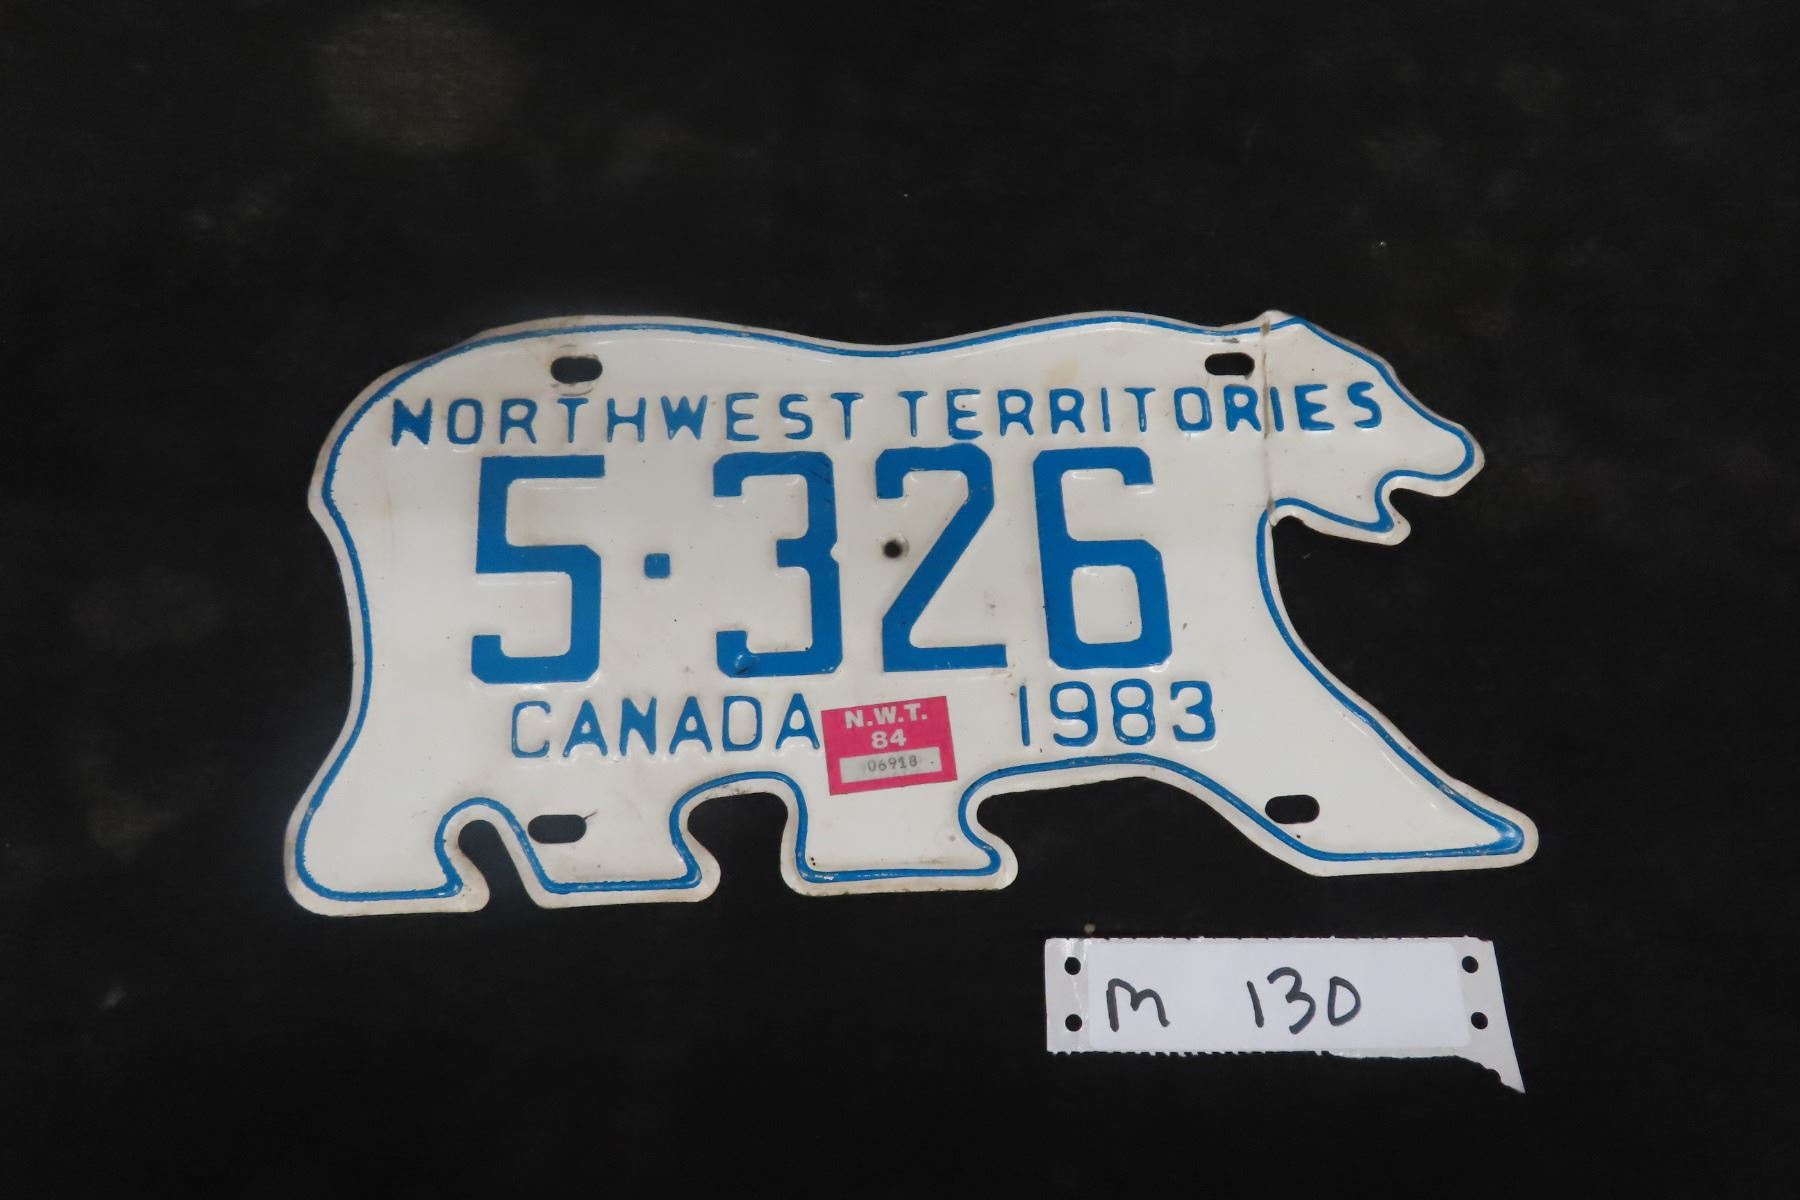 NORTHWEST TERRITORIES
5·326
CANADA 1983
N.W.T.
84
06918
M 130